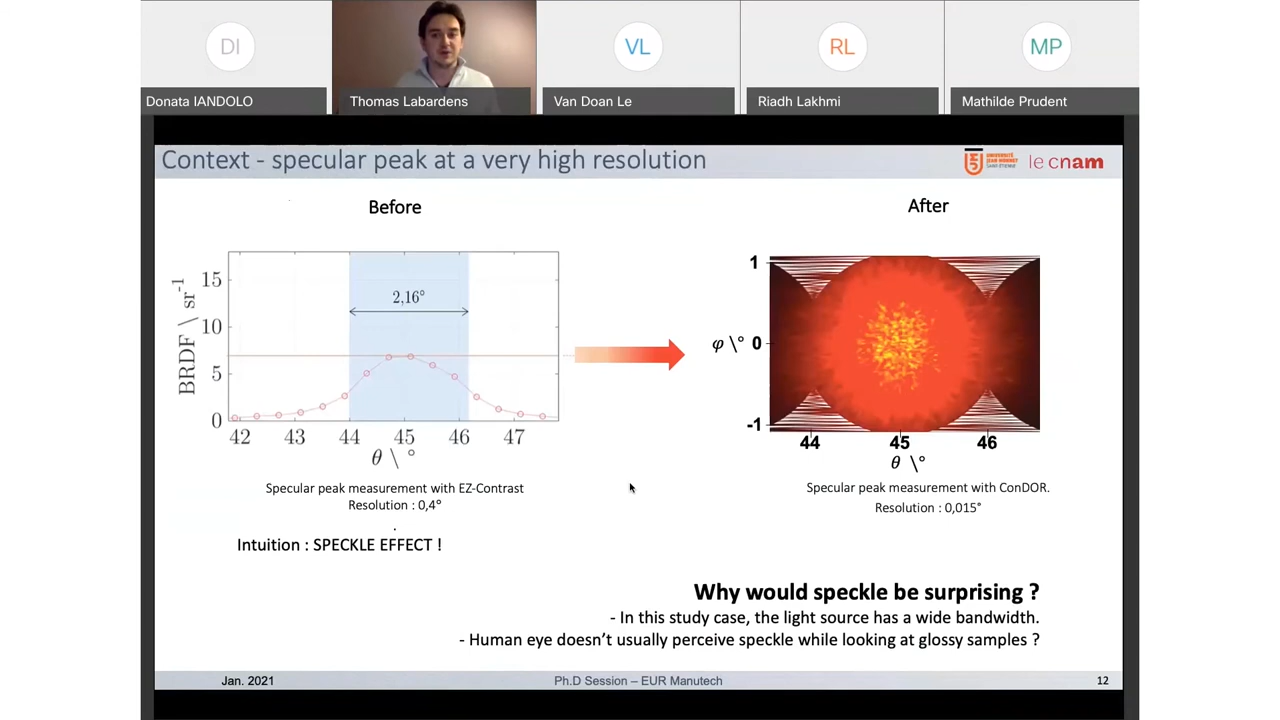 DI
VL
RL
MP
Donata IANDOLO
Thomas Labardens
Van Doan Le
Riadh Lakhmi
Mathilde Prudent
Context - specular peak at a very high resolution
UNIVERSITÉ
JEAN MONNET
SAINT-ÉTIENNE
le cnam
Before
After
BRDF \ sr⁻¹
15
10
5
0
2,16°
42 43 44 45 46 47
θ \ °
1
φ \° 0
-1
44 45 46
θ \°
Specular peak measurement with EZ-Contrast
Resolution : 0,4°
Specular peak measurement with ConDOR.
Resolution : 0,015°
Intuition : SPECKLE EFFECT !
Why would speckle be surprising ?
- In this study case, the light source has a wide bandwidth.
- Human eye doesn’t usually perceive speckle while looking at glossy samples ?
Jan. 2021
Ph.D Session – EUR Manutech
12